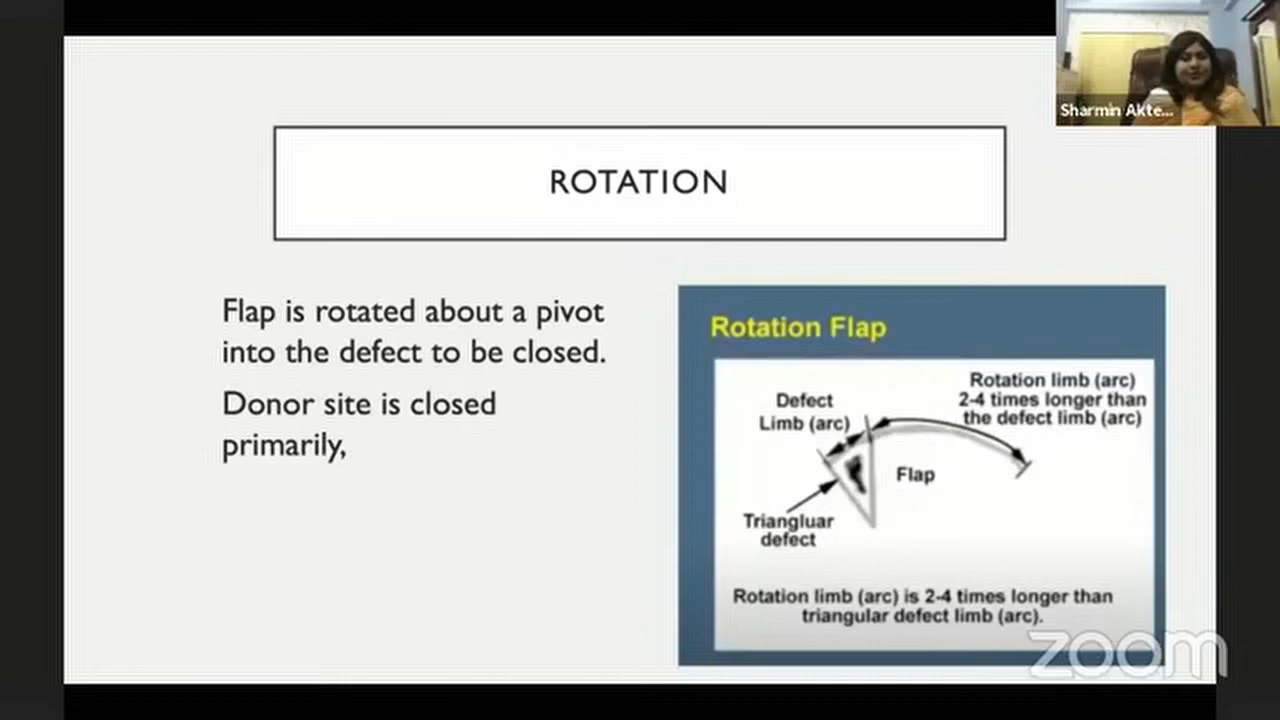 Sharmin Akte...
ROTATION
Flap is rotated about a pivot
into the defect to be closed.
Donor site is closed
primarily,
Rotation Flap
Defect
Limb (arc)
Rotation limb (arc)
2-4 times longer than
the defect limb (arc)
Flap
Triangluar
defect
Rotation limb (arc) is 2-4 times longer than
triangular defect limb (arc).
zoom